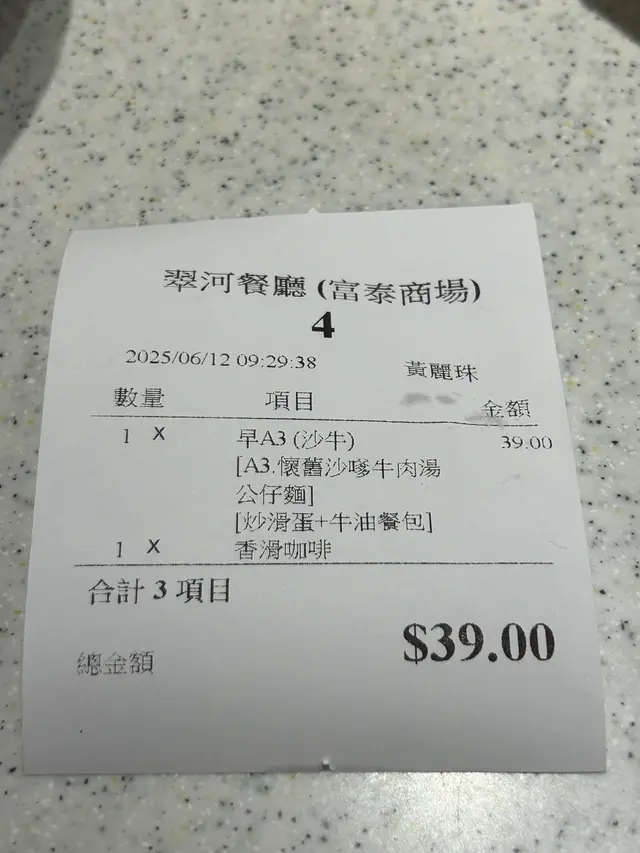 翠河餐廳 (富泰商場)
4
2025/06/12 09:29:38 黃麗珠
數量 項目 金額
1 X 早A3 (沙牛) 39.00
[A3.懷舊沙嗲牛肉湯
公仔麵]
[炒滑蛋+牛油餐包]
1 X 香滑咖啡
合計 3 項目
$39.00
總金額